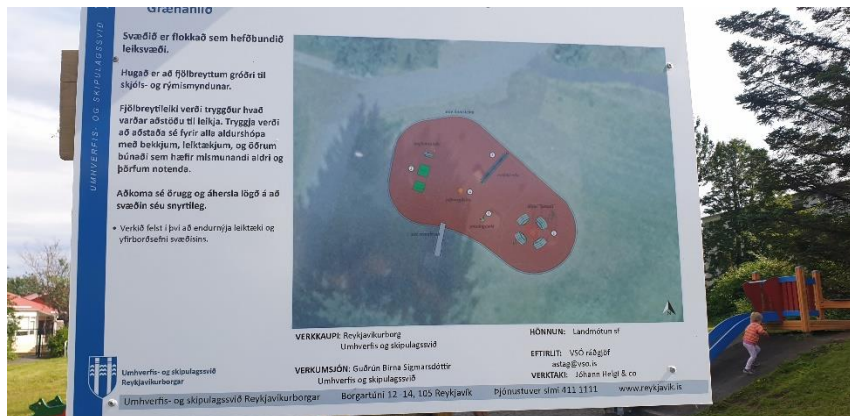 Grænahlíð
UMHVERFIS- OG SKIPULAGSSVIÐ
Svæðið er flokkað sem hefðbundið
leiksvæði.
Hugað er að fjölbreyttum gróðri til
skjóls- og rýmismyndunar.
Fjölbreytileiki verði tryggður hvað
varðar aðstöðu til leikja. Tryggja verði
að aðstaða sé fyrir alla aldurshópa
með bekkjum, leiktækjum, og öðrum
búnaði sem hæfir mismunandi aldri og
þörfum notenda.
Aðkoma sé örugg og áhersla lögð á að
svæðin séu snyrtileg.
• Verkið felst í því að endurnýja leiktæki og
yfirborðsefni svæðisins.
VERKKAUPI: Reykjavíkurborg
Umhverfis og skipulagssvið
VERKUMSJÓN: Guðrún Birna Sigmarsdóttir
Umhverfis og skipulagssvið
HÖNNUN: Landmótun sf
EFTIRLIT: VSÓ ráðgjöf
aslag@vso.is
VERKTAKI: Jóhann Helgi & co
Umhverfis- og skipulagssvið
Reykjavíkurborgar
Umhverfis- og skipulagssvið Reykjavíkurborgar Borgartúni 12-14, 105 Reykjavík Þjónustuver sími 411 1111 www.reykjavik.is